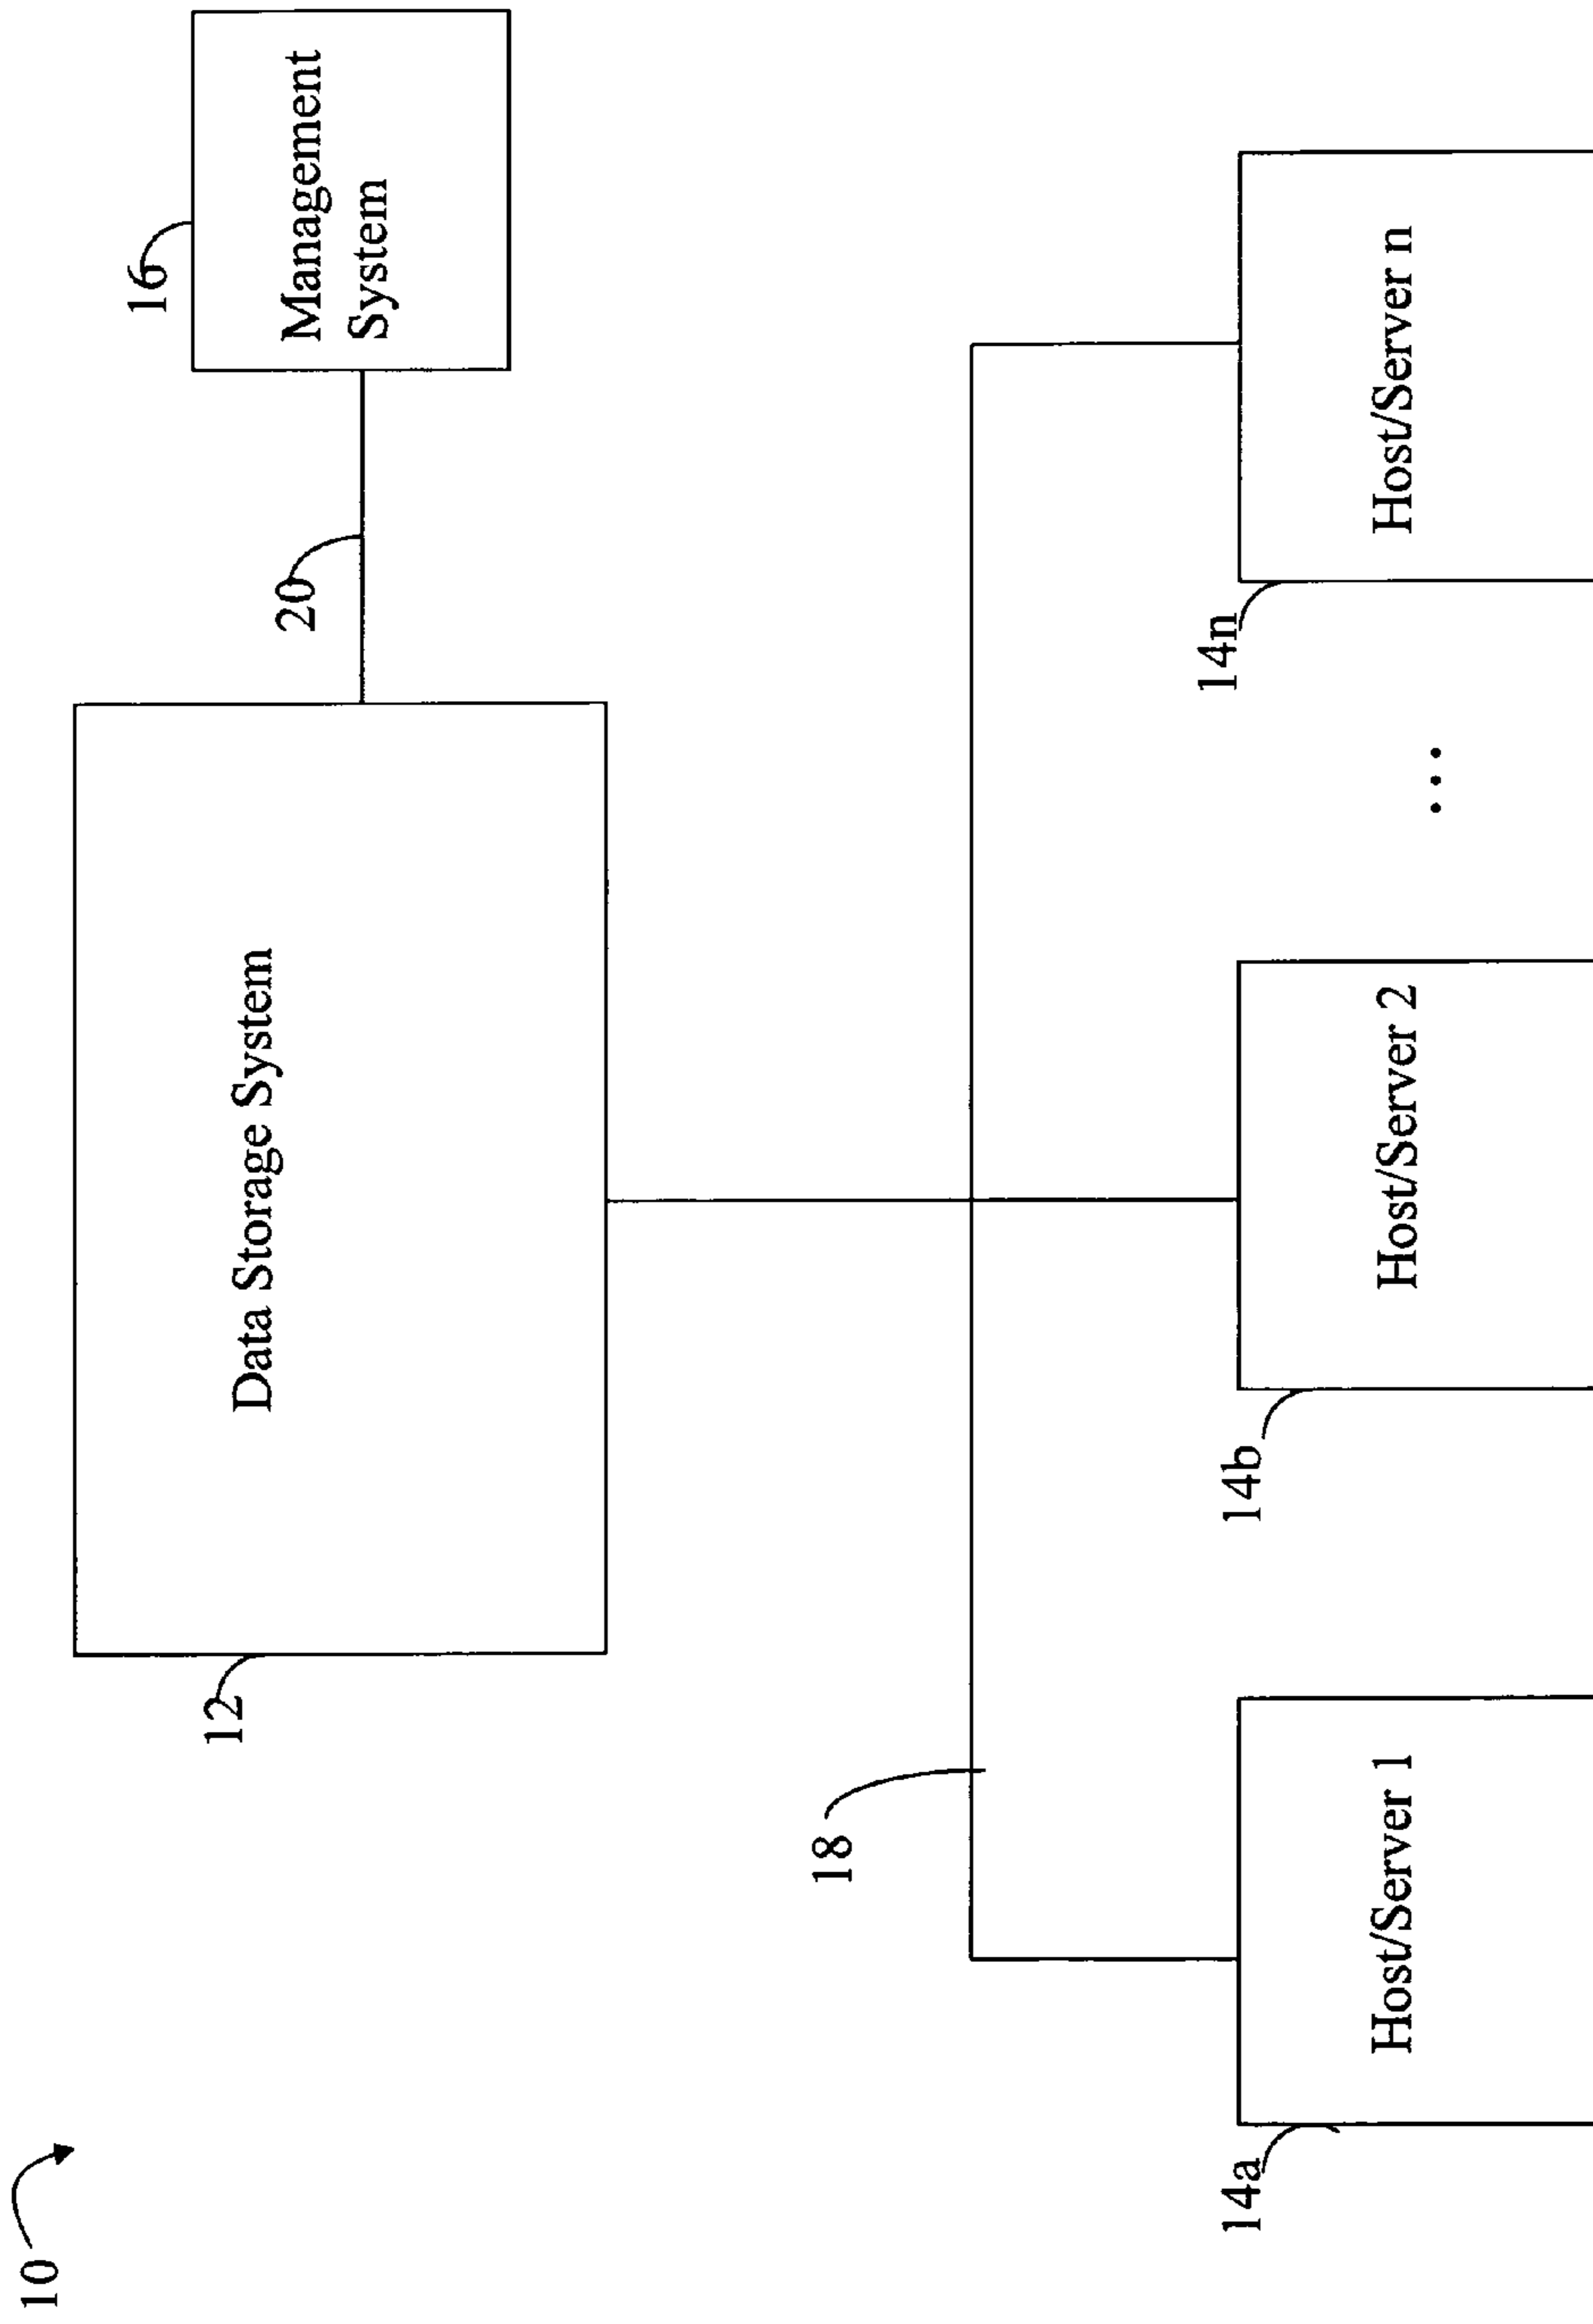 10
12
Data Storage System
20
16
Management
System
18
14a
Host/Server 1
14b
Host/Server 2
...
14n
Host/Server n